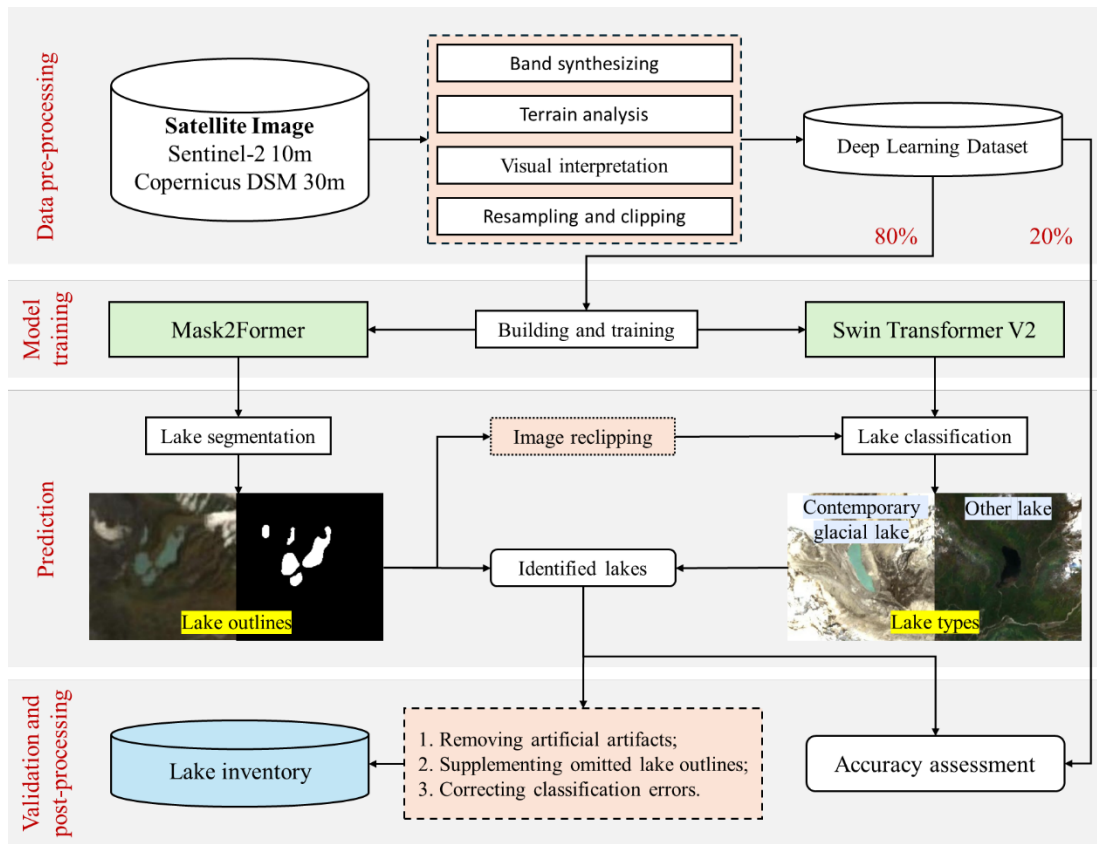 Data pre-processing
Satellite Image
Sentinel-2 10m
Copernicus DSM 30m
Band synthesizing
Terrain analysis
Visual interpretation
Resampling and clipping
Deep Learning Dataset
80%
20%
Model
training
Mask2Former
Building and training
Swin Transformer V2
Prediction
Lake segmentation
Image reclipping
Lake classification
Lake outlines
Identified lakes
Contemporary
glacial lake
Other lake
Lake types
Validation and
post-processing
Lake inventory
1. Removing artificial artifacts;
2. Supplementing omitted lake outlines;
3. Correcting classification errors.
Accuracy assessment